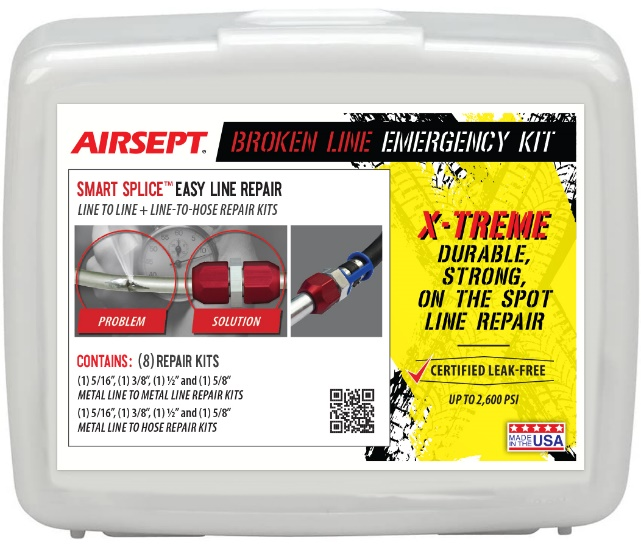 AIRSEPT. BROKEN LINE EMERGENCY KIT
SMART SPLICE™ EASY LINE REPAIR
LINE TO LINE + LINE-TO-HOSE REPAIR KITS
PROBLEM
SOLUTION
CONTAINS: (8) REPAIR KITS
(1) 5/16", (1) 3/8", (1) ½" and (1) 5/8"
METAL LINE TO METAL LINE REPAIR KITS
(1) 5/16", (1) 3/8", (1) ½" and (1) 5/8"
METAL LINE TO HOSE REPAIR KITS
X-TREME
DURABLE,
STRONG,
ON THE SPOT
LINE REPAIR
CERTIFIED LEAK-FREE
UP TO 2,600 PSI
MADE
IN THE USA